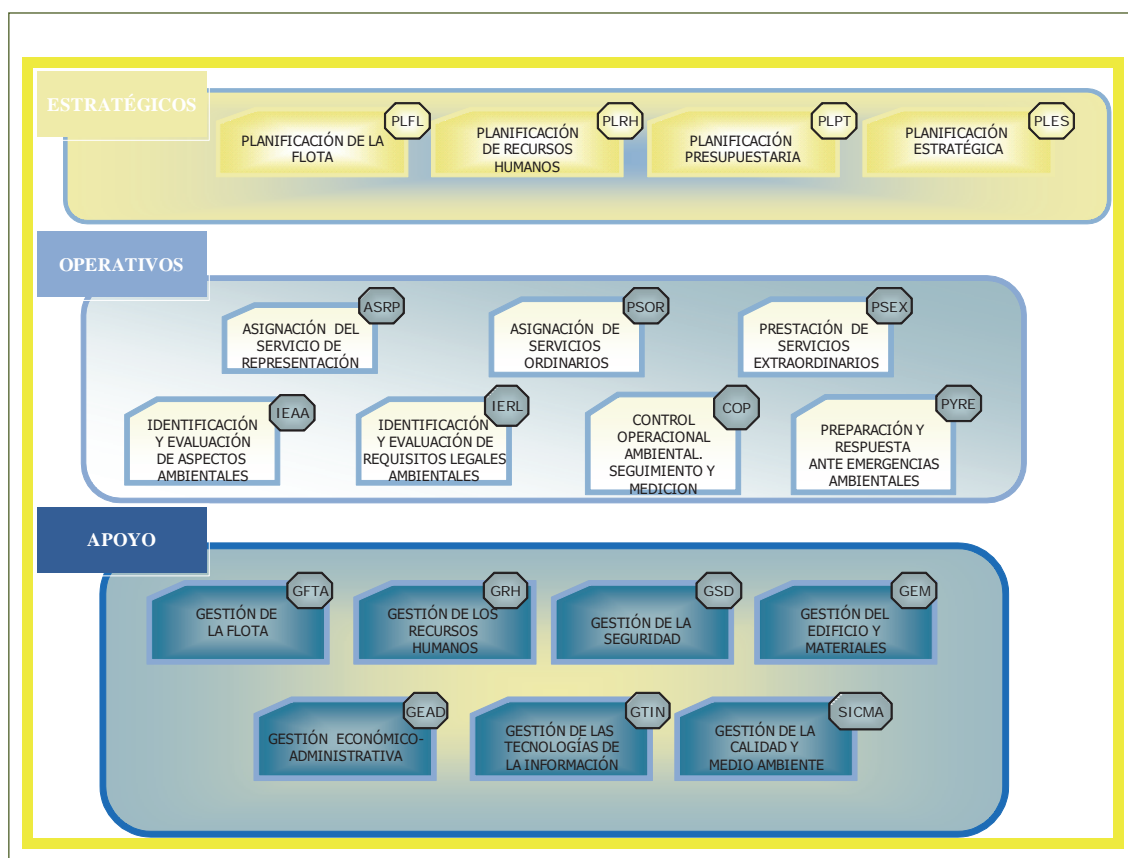 ESTRATÉGICOS
PLFL
PLANIFICACIÓN DE LA
FLOTA
PLRH
PLANIFICACIÓN
DE RECURSOS
HUMANOS
PLPT
PLANIFICACIÓN
PRESUPUESTARIA
PLES
PLANIFICACIÓN
ESTRATÉGICA
OPERATIVOS
ASRP
ASIGNACIÓN DEL
SERVICIO DE
REPRESENTACIÓN
PSOR
ASIGNACIÓN DE
SERVICIOS
ORDINARIOS
PSEX
PRESTACIÓN DE
SERVICIOS
EXTRAORDINARIOS
IEAA
IDENTIFICACIÓN
Y EVALUACIÓN
DE ASPECTOS
AMBIENTALES
IERL
IDENTIFICACIÓN
Y EVALUACIÓN DE
REQUISITOS LEGALES
AMBIENTALES
COP
CONTROL
OPERACIONAL
AMBIENTAL.
SEGUIMIENTO Y
MEDICION
PYRE
PREPARACIÓN Y
RESPUESTA
ANTE EMERGENCIAS
AMBIENTALES
APOYO
GFTA
GESTIÓN DE
LA FLOTA
GRH
GESTIÓN DE LOS
RECURSOS
HUMANOS
GSD
GESTIÓN DE LA
SEGURIDAD
GEM
GESTIÓN DEL
EDIFICIO Y
MATERIALES
GEAD
GESTIÓN ECONÓMICO-
ADMINISTRATIVA
GTIN
GESTIÓN DE LAS
TECNOLOGÍAS DE
LA INFORMACIÓN
SICMA
GESTIÓN DE LA
CALIDAD Y
MEDIO AMBIENTE